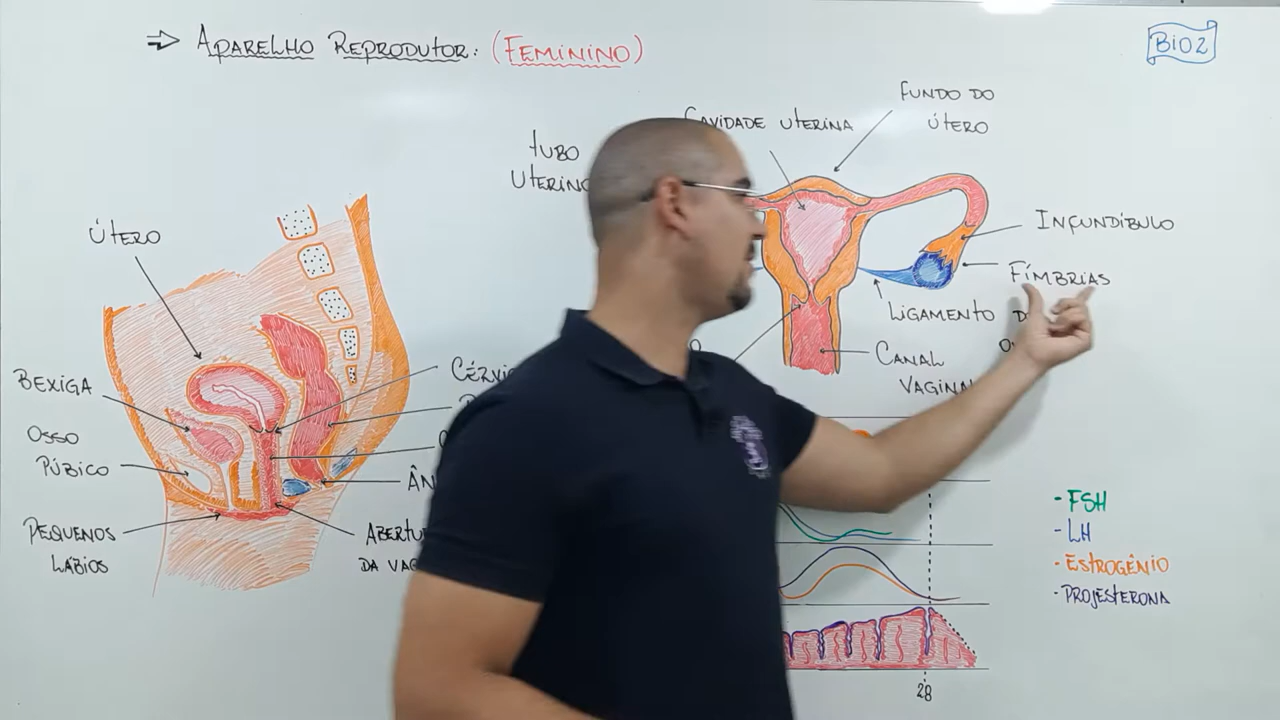 ⇒ APARELHO REPRODUTOR: (FEMININO)
BIO2
FUNDO DO
ÚTERO
CAVIDADE UTERINA
TUBO
UTERINO
INFUNDÍBULO
FÍMBRIAS
LIGAMENTO
CANAL
VAGINAL
ÚTERO
BEXIGA
OSSO
PÚBICO
PEQUENOS
LÁBIOS
ABERTU
DA VAG
- FSH
- LH
- ESTROGÊNIO
- PROJESTERONA
28